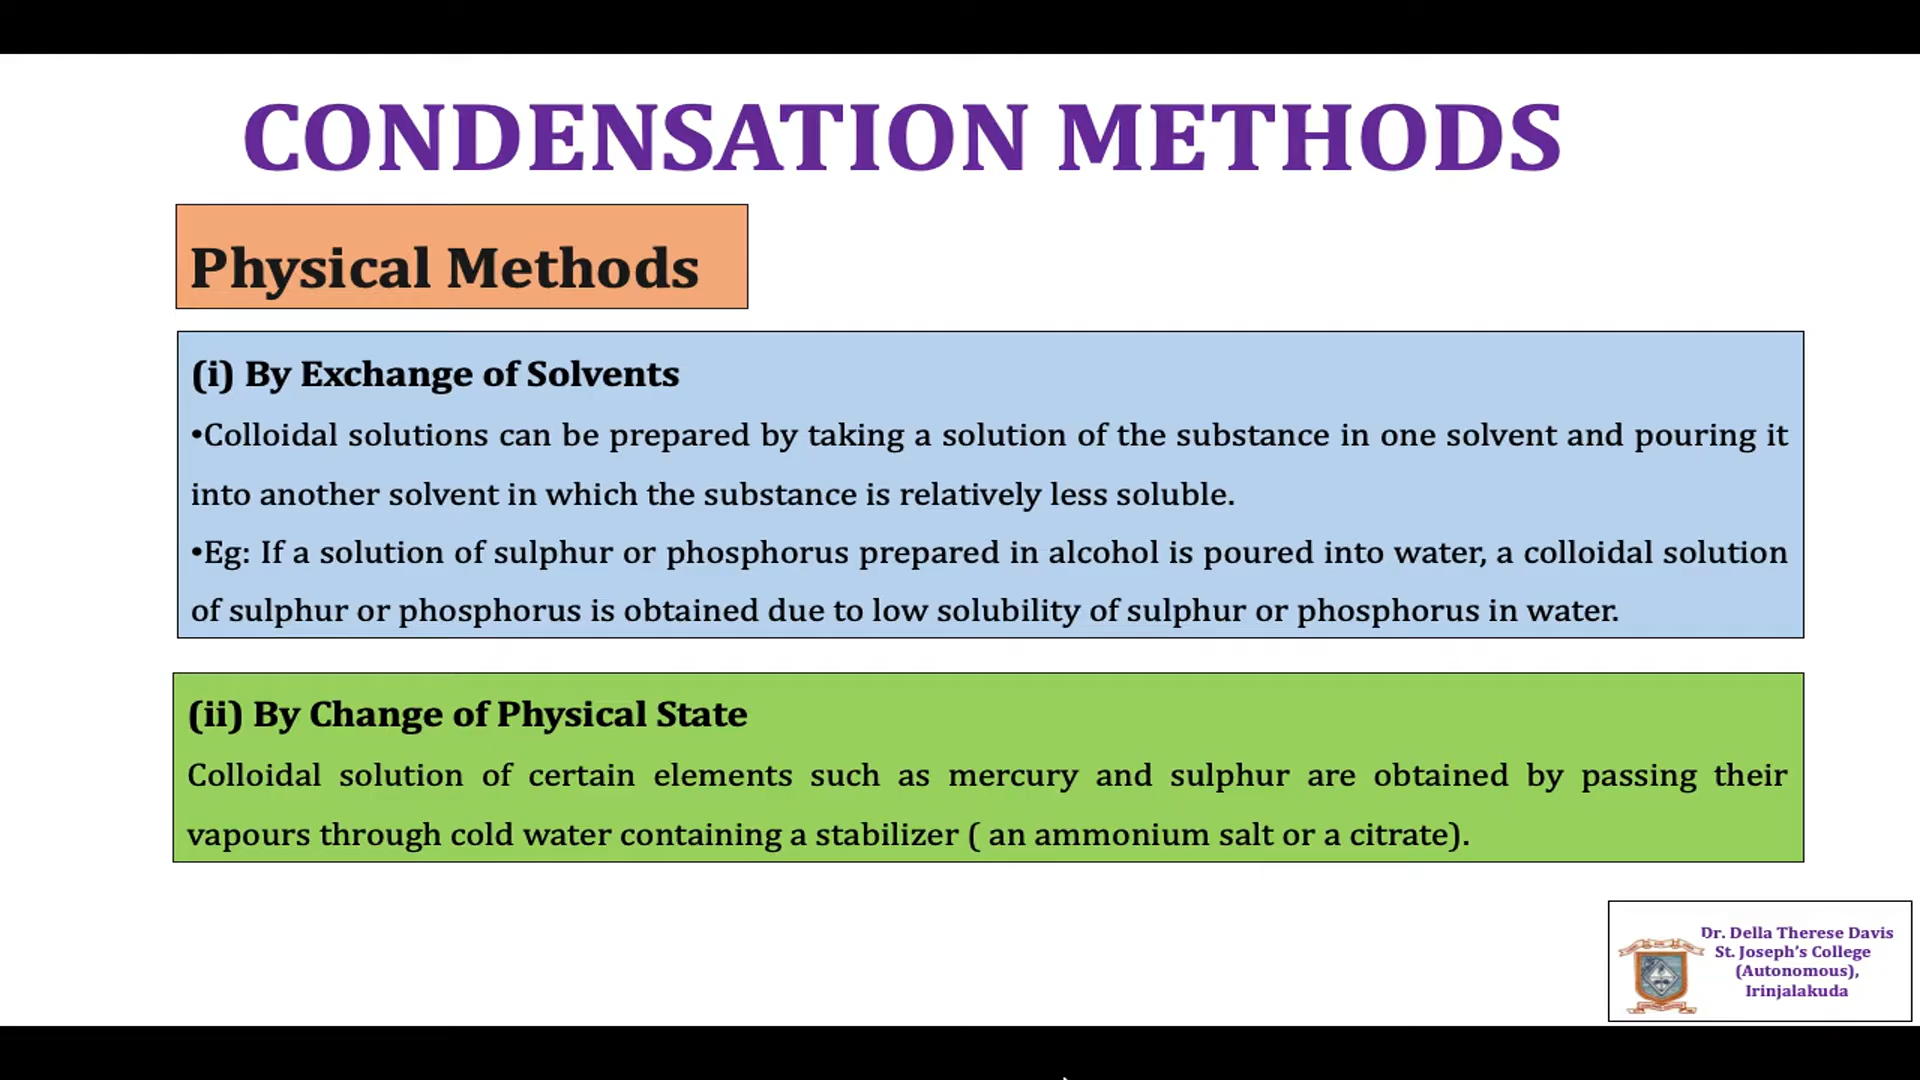 CONDENSATION METHODS
Physical Methods
(i) By Exchange of Solvents
•Colloidal solutions can be prepared by taking a solution of the substance in one solvent and pouring it
into another solvent in which the substance is relatively less soluble.
•Eg: If a solution of sulphur or phosphorus prepared in alcohol is poured into water, a colloidal solution
of sulphur or phosphorus is obtained due to low solubility of sulphur or phosphorus in water.
(ii) By Change of Physical State
Colloidal solution of certain elements such as mercury and sulphur are obtained by passing their
vapours through cold water containing a stabilizer ( an ammonium salt or a citrate).
Dr. Della Therese Davis
St. Joseph’s College
(Autonomous),
Irinjalakuda